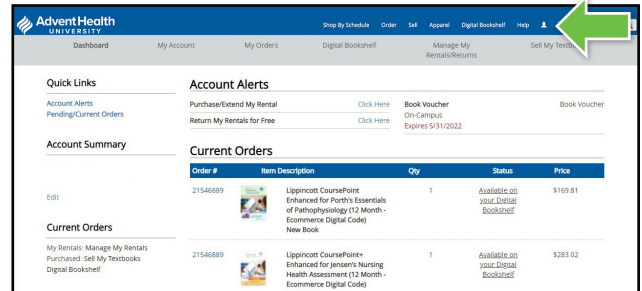 AdventHealth
UNIVERSITY
Shop By Schedule Order Sell Apparel Digital Bookshelf Help
Dashboard My Account My Orders Digital Bookshelf Manage My Rentals/Returns Sell My
Quick Links
Account Alerts
Pending/Current Orders
Account Summary
Edit
Current Orders
My Rentals: Manage My Rentals
Purchased: Sell My Textbooks
Digital Bookshelf
Account Alerts
Purchase/Extend My Rental Click Here
Return My Rentals for Free Click Here
Book Voucher Book Voucher
On-Campus
Expires 5/31/2022
Current Orders
Order # Item Description Qty Status Price
21546889 Lippincott CoursePoint 1 Available on $169.81
Enhanced for Porth's Essentials your Digital
of Pathophysiology (12 Month - Bookshelf
Ecommerce Digital Code)
New Book
21546889 Lippincott CoursePoint+ 1 Available on $283.02
Enhanced for Jensen's Nursing your Digital
Health Assessment (12 Month - Bookshelf
Ecommerce Digital Code)